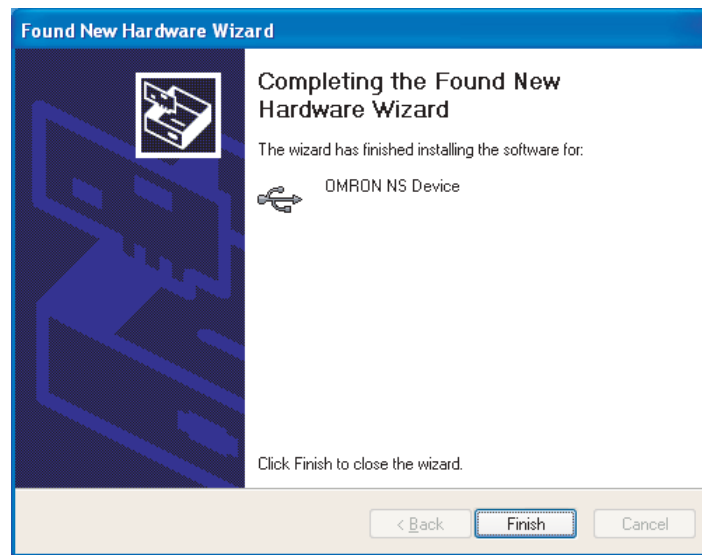 Found New Hardware Wizard
Completing the Found New
Hardware Wizard
The wizard has finished installing the software for:
OMRON NS Device
Click Finish to close the wizard.
< Back Finish Cancel